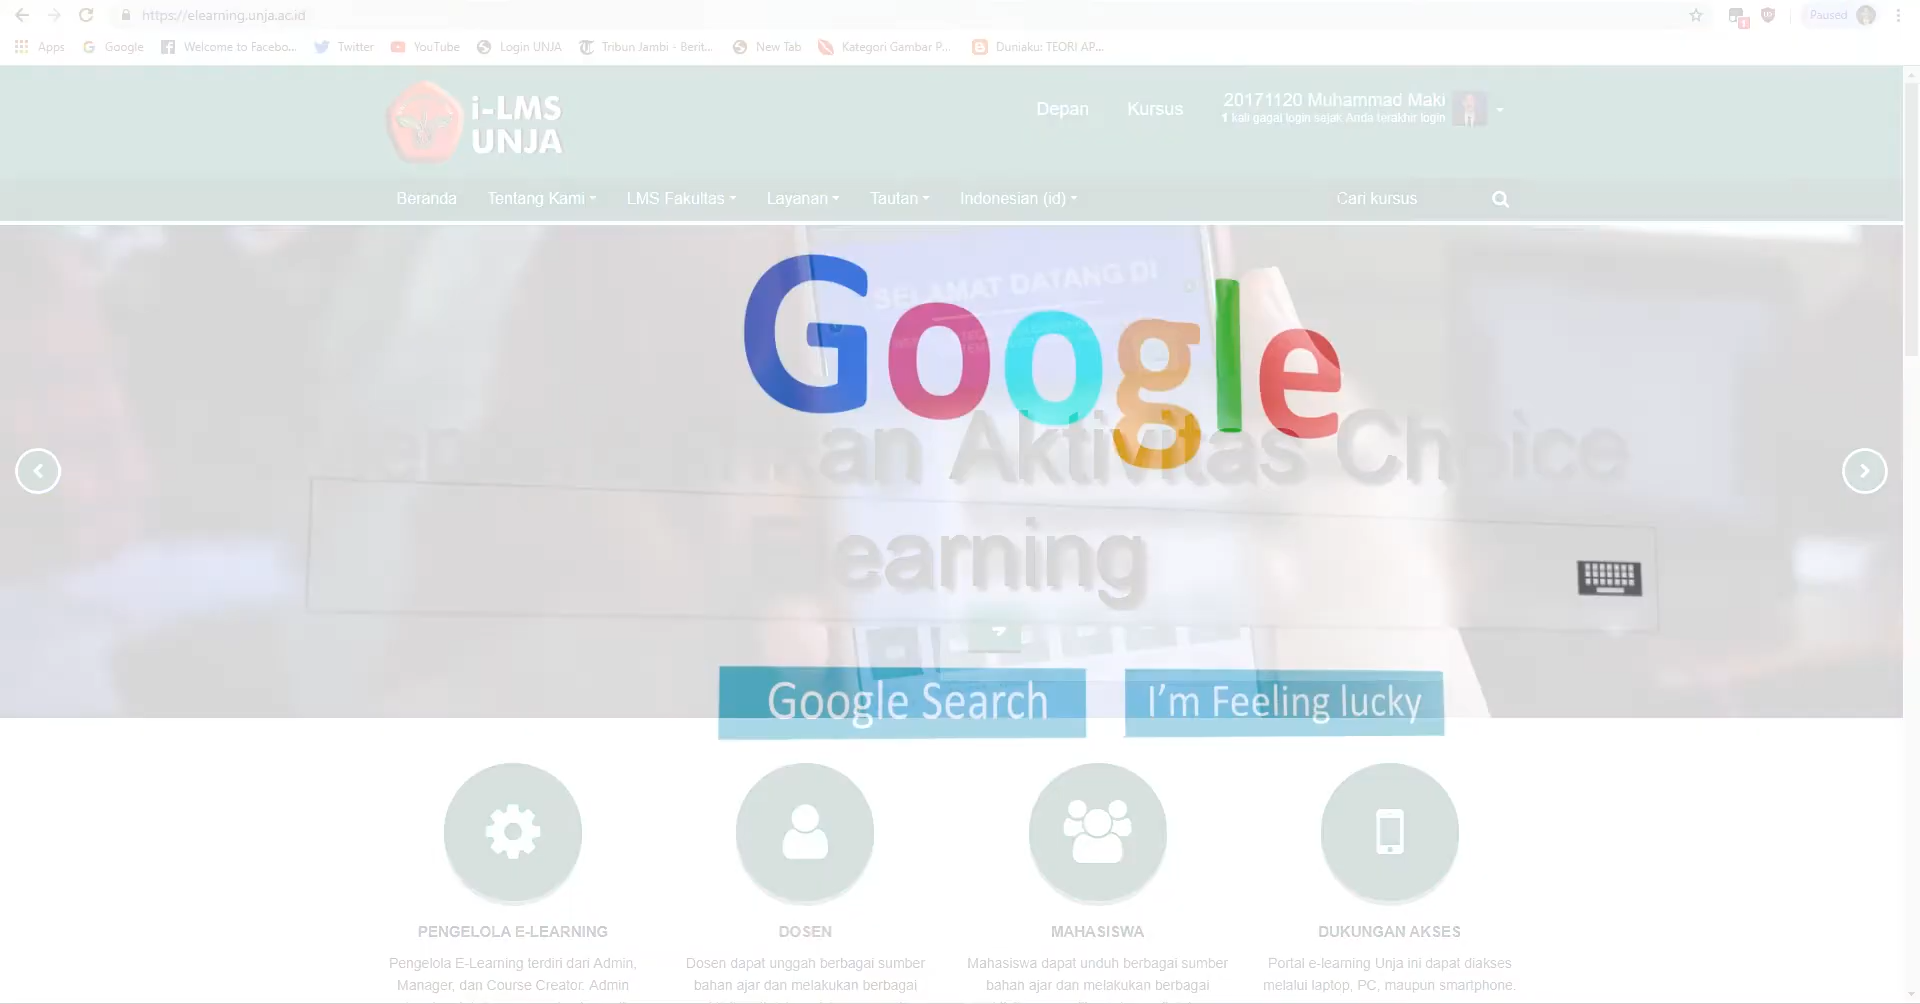 https://elearning.unja.ac.id
Paused
Apps
Google
Welcome to Facebo...
Twitter
YouTube
Login UNJA
Tribun Jambi - Berit...
New Tab
Kategori Gambar P...
Duniaku: TEORI AP...
i-LMS
UNJA
Depan
Kursus
20171120 Muhammad Maki
1 kali gagal login sejak Anda terakhir login
Beranda
Tentang Kami
LMS Fakultas
Layanan
Tautan
Indonesian (id)
Cari kursus
SELAMAT DATANG DI
Google
Aktivitas Choice
Elearning
Google Search
I'm Feeling lucky
PENGELOLA E-LEARNING
DOSEN
MAHASISWA
DUKUNGAN AKSES
Pengelola E-Learning terdiri dari Admin,
Manager, dan Course Creator. Admin
Dosen dapat unggah berbagai sumber
bahan ajar dan melakukan berbagai
Mahasiswa dapat unduh berbagai sumber
bahan ajar dan melakukan berbagai
Portal e-learning Unja ini dapat diakses
melalui laptop, PC, maupun smartphone.